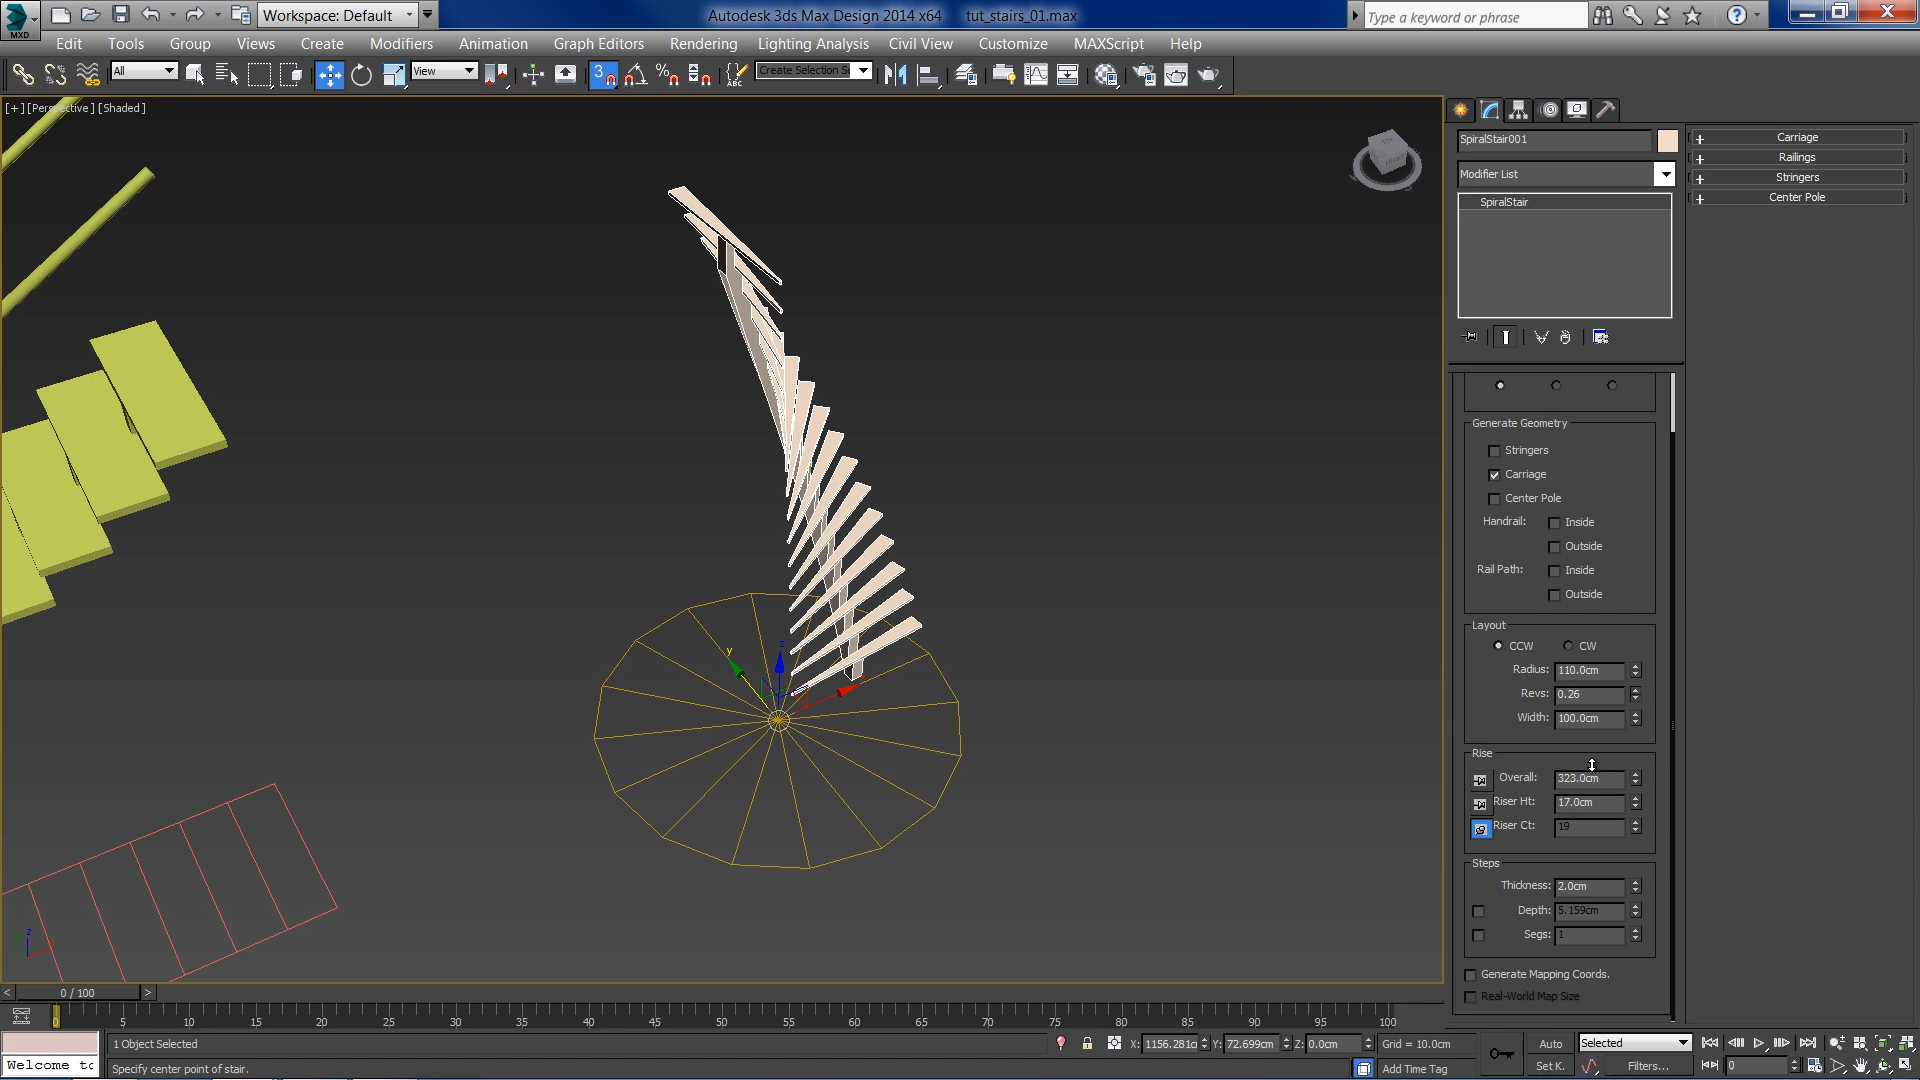 MXD
Workspace: Default
Autodesk 3ds Max Design 2014 x64 tut_stairs_01.max
Type a keyword or phrase
Edit Tools Group Views Create Modifiers Animation Graph Editors Rendering Lighting Analysis Civil View Customize MAXScript Help
All
View
3
ABC
Create Selection S
[+][Perspective][Shaded]
SpiralStair001
Modifier List
SpiralStair
+ Carriage
+ Railings
+ Stringers
+ Center Pole
Generate Geometry
Stringers
Carriage
Center Pole
Handrail: Inside
Outside
Rail Path: Inside
Outside
Layout
CCW CW
Radius: 110.0cm
Revs: 0.26
Width: 100.0cm
Rise
Overall: 323.0cm
Riser Ht: 17.0cm
Riser Ct: 19
Steps
Thickness: 2.0cm
Depth: 5.159cm
Segs: 1
Generate Mapping Coords.
Real-World Map Size
y
z
z
< 0 / 100 >
0 5 10 15 20 25 30 35 40 45 50 55 60 65 70 75 80 85 90 95 100
1 Object Selected
X: 1156.281c Y: 72.699cm Z: 0.0cm Grid = 10.0cm
Auto Selected
Welcome to
Specify center point of stair.
Add Time Tag
Set K. Filters... 0